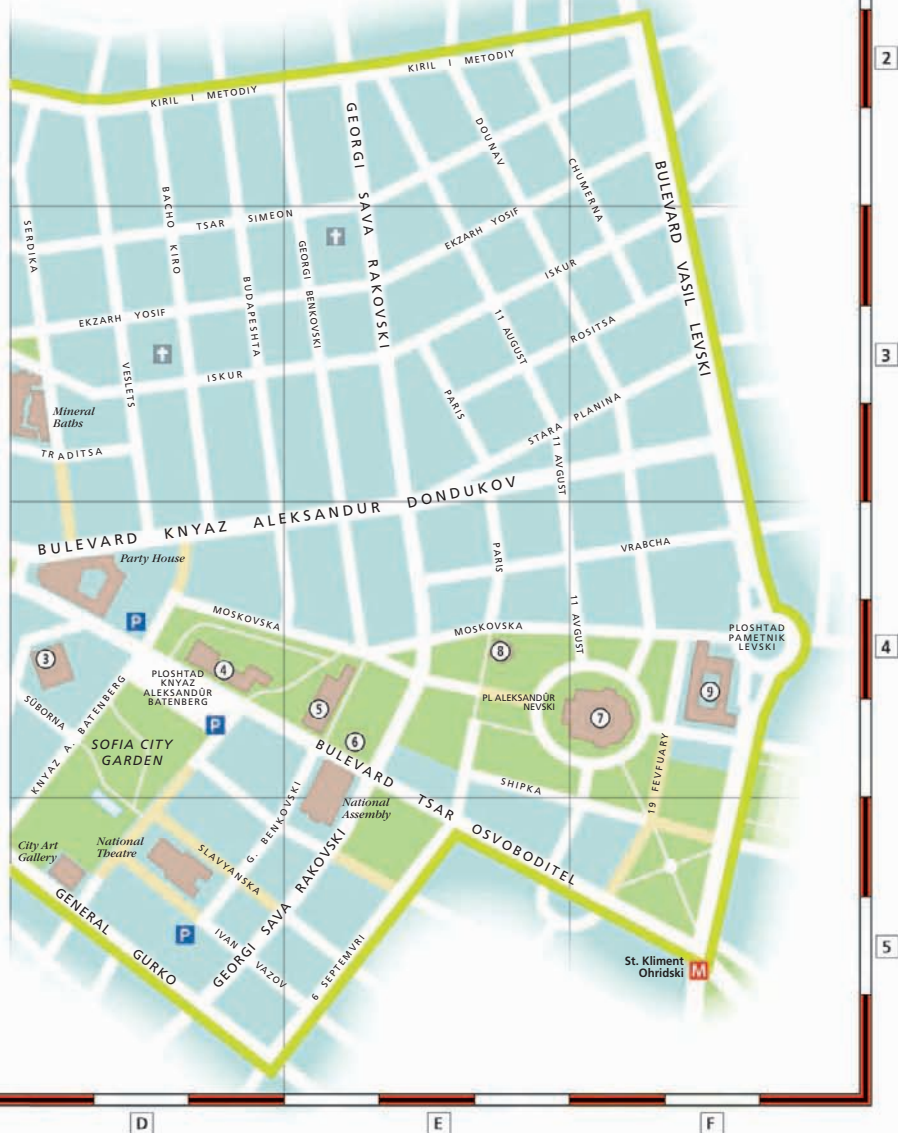 2
KIRIL I METODIY
KIRIL I METODIY
GEORGI SAVA RAKOVSKI
DOUNAV
CHUMERNA
BULEVARD VASIL LEVSKI
BACHO KIRO
TSAR SIMEON
SERDIKA
GEORGI BENKOVSKI
EKZARH YOSIF
ISKUR
BUDAPESHTA
EKZARH YOSIF
11 AUGUST
ROSITSA
3
VESLETS
ISKUR
PARIS
Mineral
Baths
STARA PLANINA
TRADITSA
11 AVGUST
BULEVARD KNYAZ ALEKSANDUR DONDUKOV
Party House
PARIS
VRABCHA
11 AVGUST
P
MOSKOVSKA
MOSKOVSKA
PLOSHTAD
PAMETNIK
LEVSKI
4
3
4
8
PLOSHTAD
KNYAZ
ALEKSANDŬR
BATENBERG
5
PL ALEKSANDŬR
NEVSKI
7
9
SŬBORNA
KNYAZ A. BATENBERG
P
SOFIA CITY
GARDEN
6
BULEVARD TSAR OSVOBODITEL
19 FEVFUARY
SHIPKA
National
Assembly
G. BENKOVSKI
City Art
Gallery
National
Theatre
SLAVYANSKA
GEORGI SAVA RAKOVSKI
GENERAL GURKO
P
IVAN VAZOV
6 SEPTEMVRI
5
St. Kliment
Ohridski
M
D
E
F